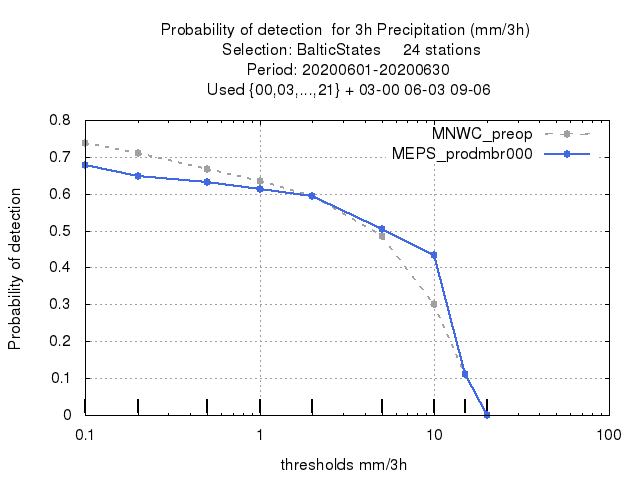 Probability of detection  for 3h Precipitation (mm/3h)
Selection: BalticStates     24 stations
Period: 20200601-20200630
Used {00,03,...,21} + 03-00 06-03 09-06
MNWC_preop
MEPS_prodmbr000
Probability of detection
0.8
0.7
0.6
0.5
0.4
0.3
0.2
0.1
0
0.1
1
10
100
thresholds mm/3h